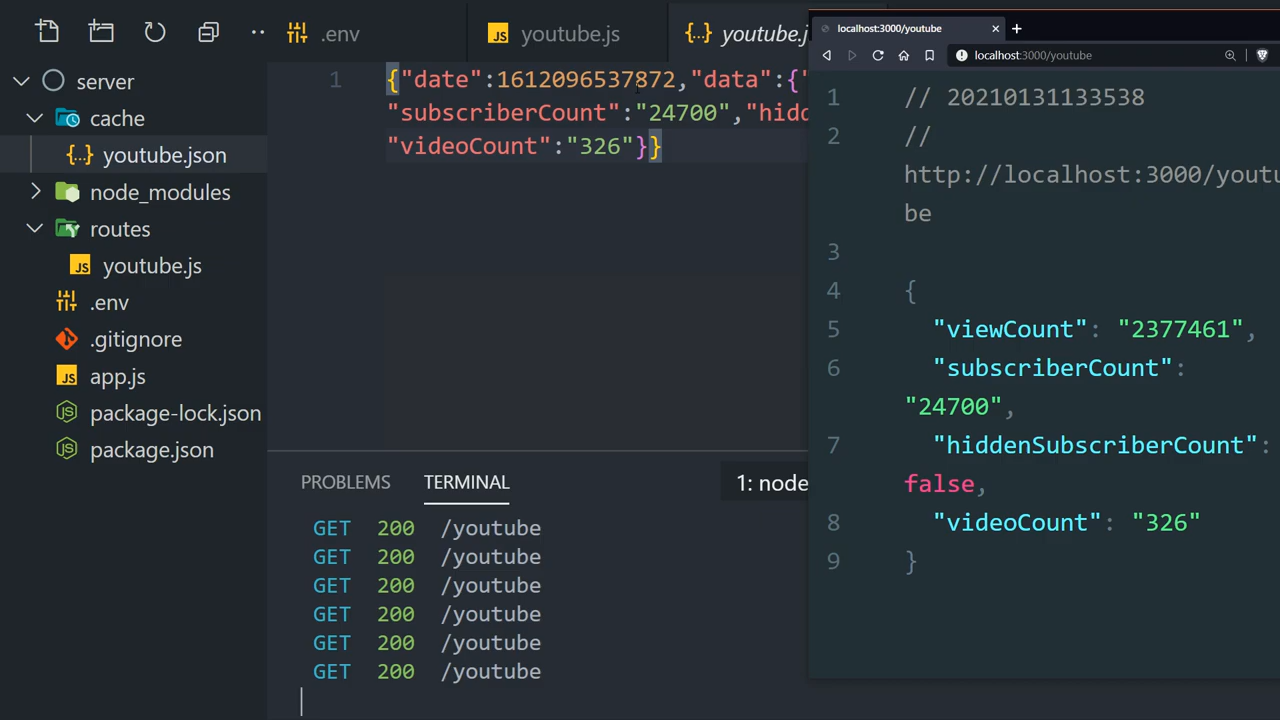 .env
youtube.js
youtube.j
server
cache
youtube.json
node_modules
routes
youtube.js
.env
.gitignore
app.js
package-lock.json
package.json
1
{"date":1612096537872,"data":{"
"subscriberCount":"24700","hidd
"videoCount":"326"}}
PROBLEMS
TERMINAL
1: node
GET 200 /youtube
GET 200 /youtube
GET 200 /youtube
GET 200 /youtube
GET 200 /youtube
GET 200 /youtube
localhost:3000/youtube
localhost:3000/youtube
1 // 20210131133538
2 //
http://localhost:3000/youtu
be
3
4 {
5 "viewCount": "2377461",
6 "subscriberCount":
"24700",
7 "hiddenSubscriberCount":
false,
8 "videoCount": "326"
9 }